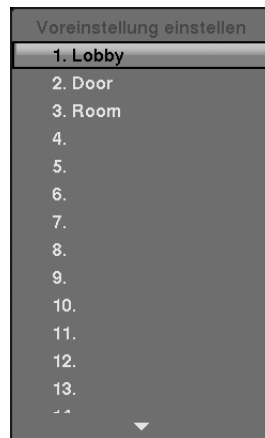 Voreinstellung einstellen
1. Lobby
2. Door
3. Room
4.
5.
6.
7.
8.
9.
10.
11.
12.
13.